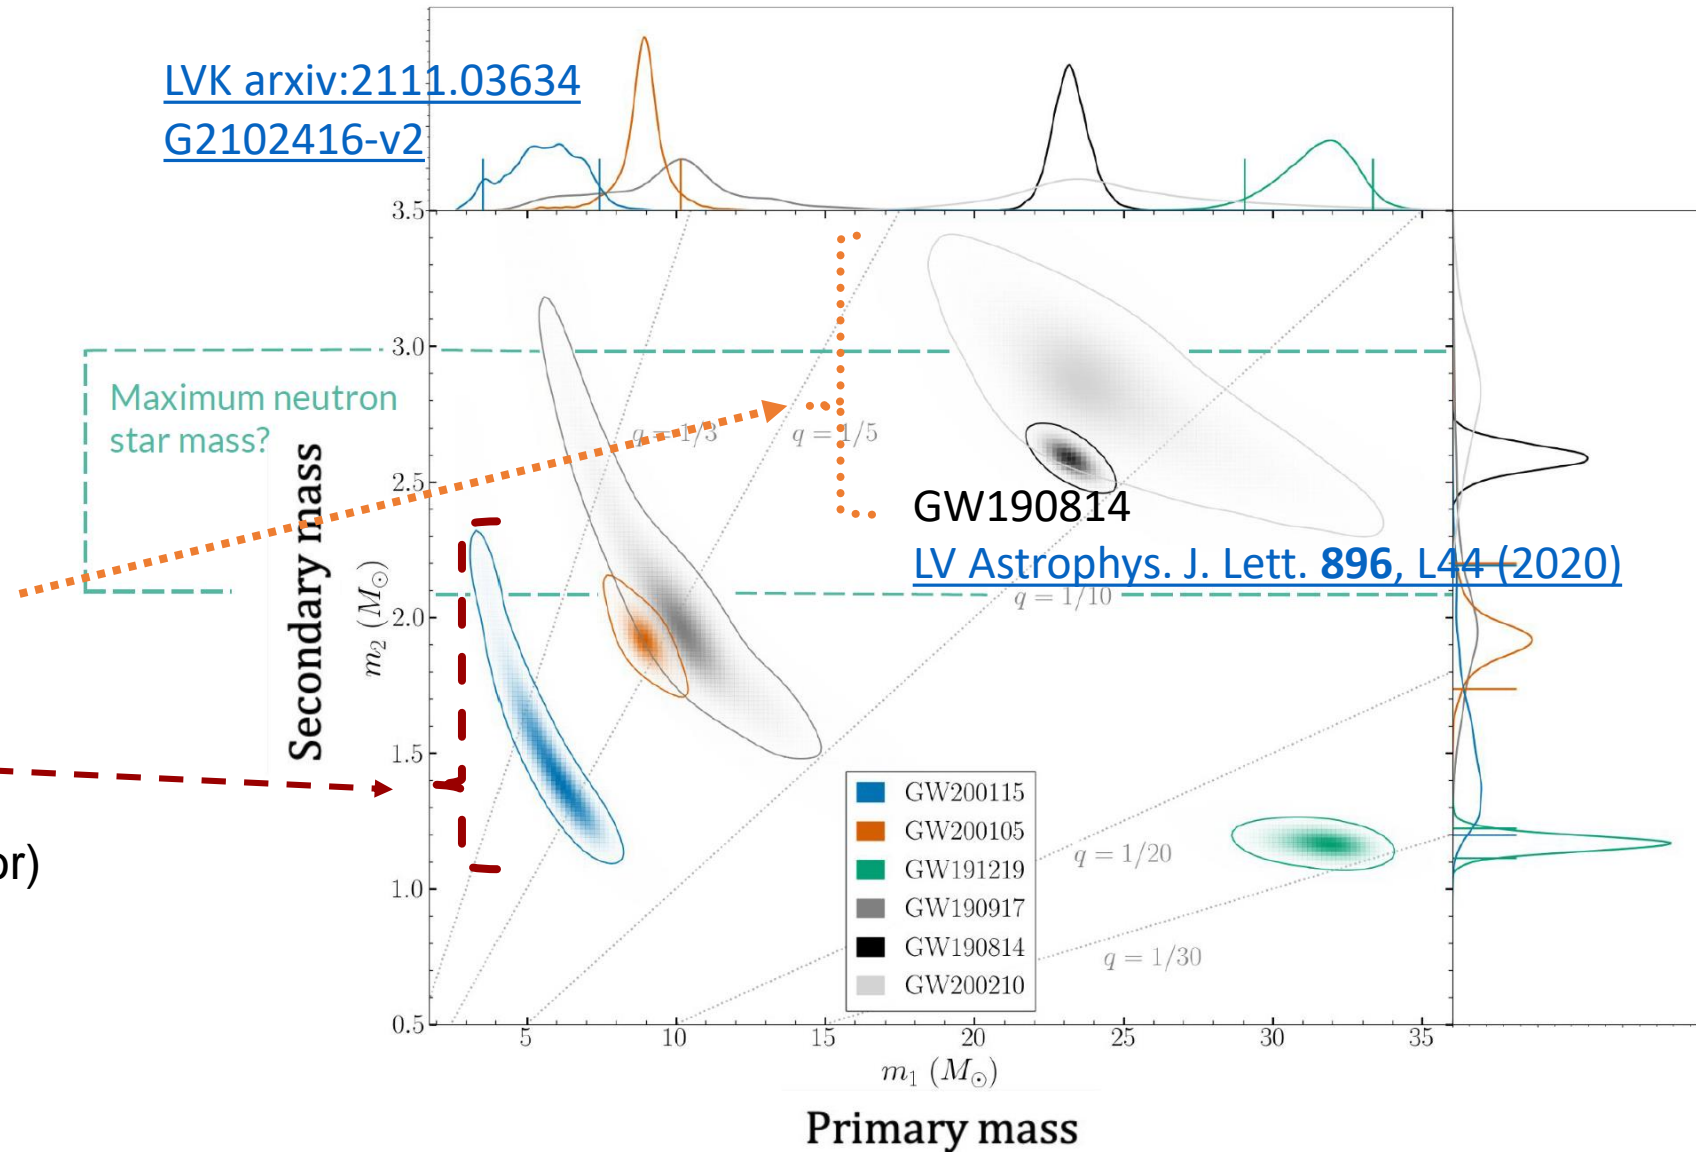 LVK arxiv:2111.03634
G2102416-v2
3.5
3.0
Maximum neutron
star mass?
q = 1/3
q = 1/5
2.5
GW190814
LV Astrophys. J. Lett. 896, L44 (2020)
q = 1/10
2.0
Secondary mass
m₂ (M☉)
1.5
GW200115
GW200105
GW191219
GW190917
GW190814
GW200210
q = 1/20
or)
1.0
q = 1/30
0.5
5 10 15 20 25 30 35
m₁ (M☉)
Primary mass